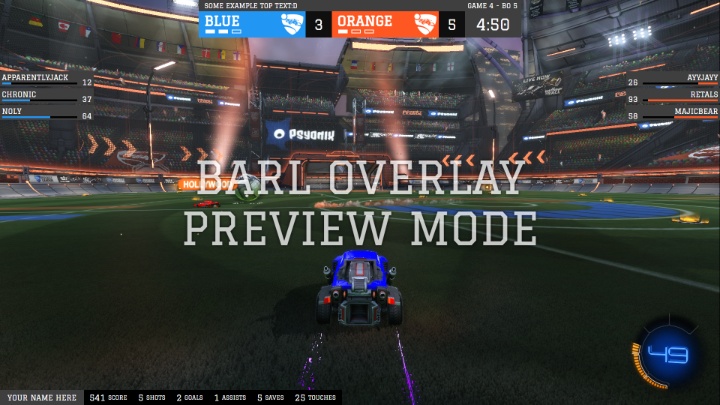 SOME EXAMPLE TOP TEXT:D
GAME 4 - BO 5
BLUE 3 ORANGE 5 4:50
APPARENTLYJACK 12
CHRONIC 37
NOLY 64
26 AYYJAYY
93 RETALS
58 MAJICBEAR
PSYONIX
HOLLYWOOD
BARL OVERLAY
PREVIEW MODE
49
YOUR NAME HERE 541 SCORE 5 SHOTS 2 GOALS 1 ASSISTS 5 SAVES 25 TOUCHES